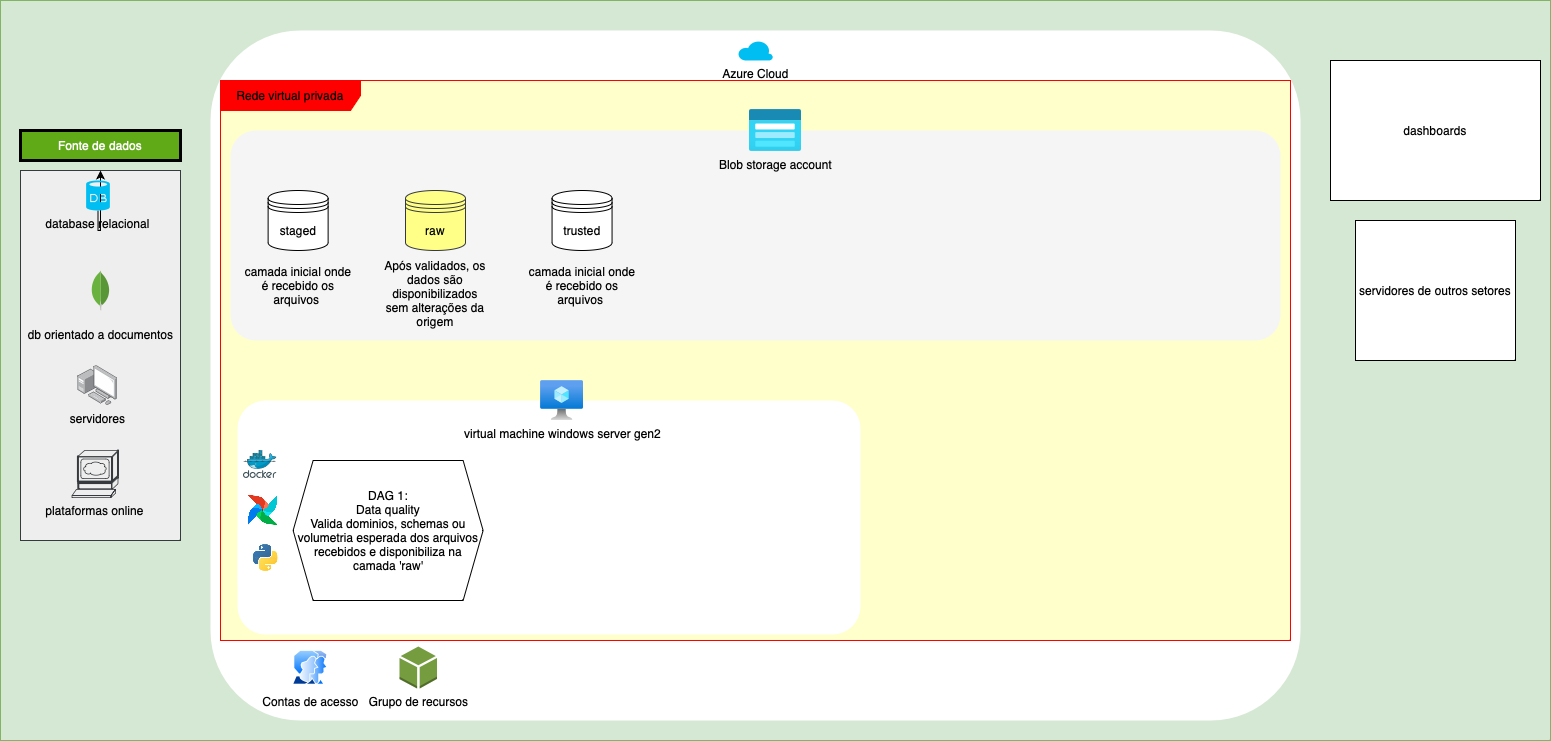 Azure Cloud
Rede virtual privada
Fonte de dados
DB
database relacional
db orientado a documentos
servidores
plataformas online
Blob storage account
staged
camada inicial onde
é recebido os
arquivos
raw
Após validados, os
dados são
disponibilizados
sem alterações da
origem
trusted
camada inicial onde
é recebido os
arquivos
virtual machine windows server gen2
docker
DAG 1:
Data quality
Valida dominios, schemas ou
volumetria esperada dos arquivos
recebidos e disponibiliza na
camada 'raw'
Contas de acesso
Grupo de recursos
dashboards
servidores de outros setores